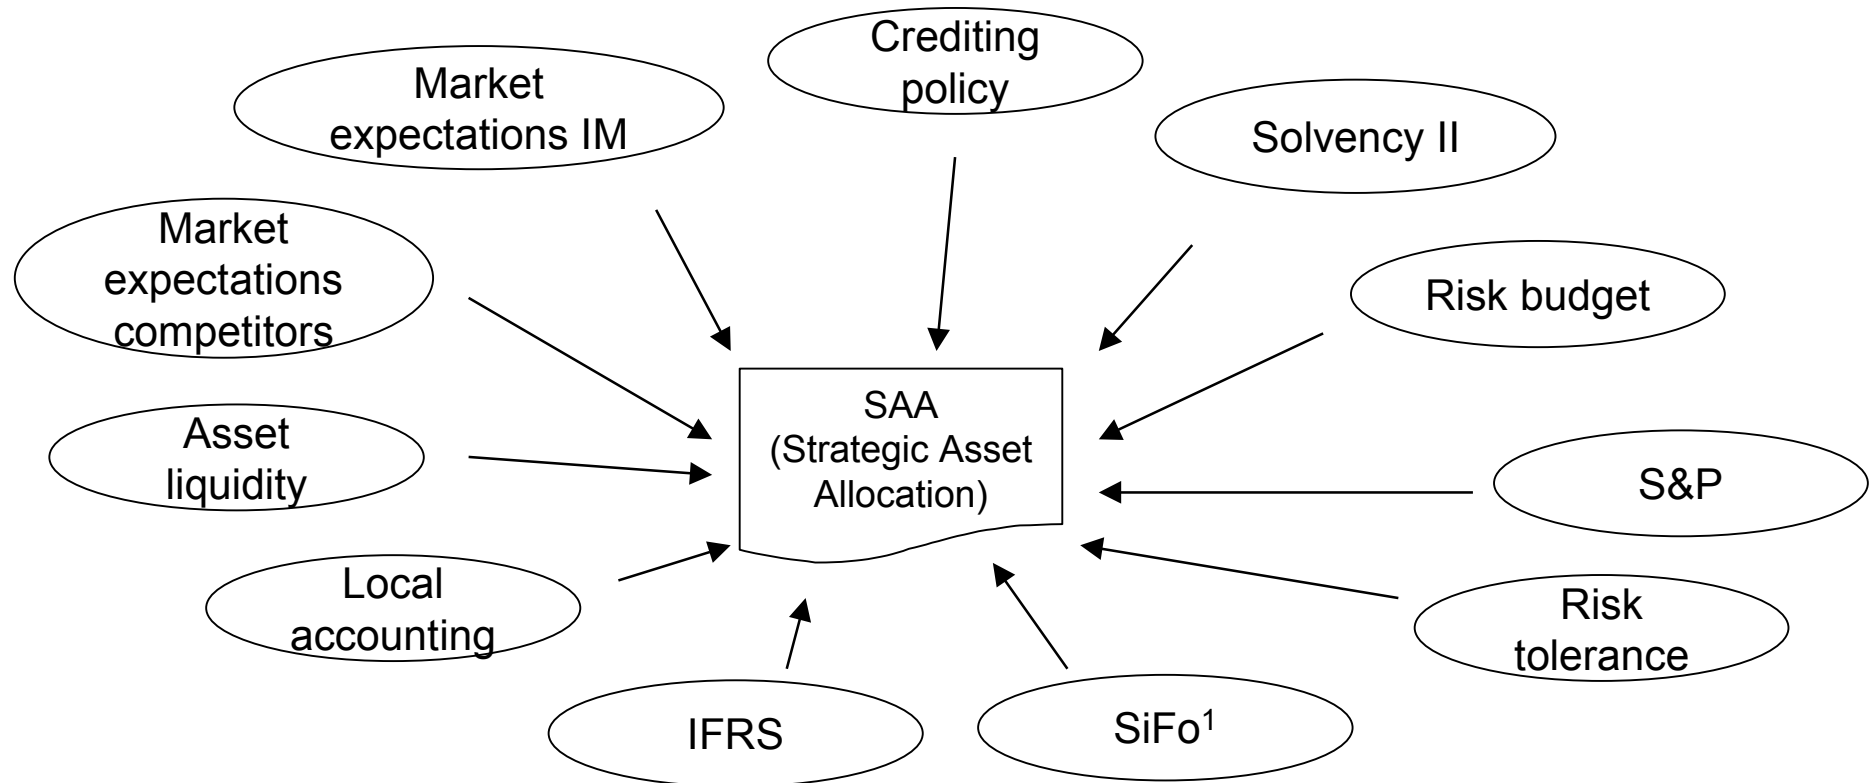 Crediting
policy
Market
expectations IM
Solvency II
Market
expectations
competitors
Risk budget
SAA
(Strategic Asset
Allocation)
Asset
liquidity
S&P
Local
accounting
Risk
tolerance
IFRS
SiFo¹